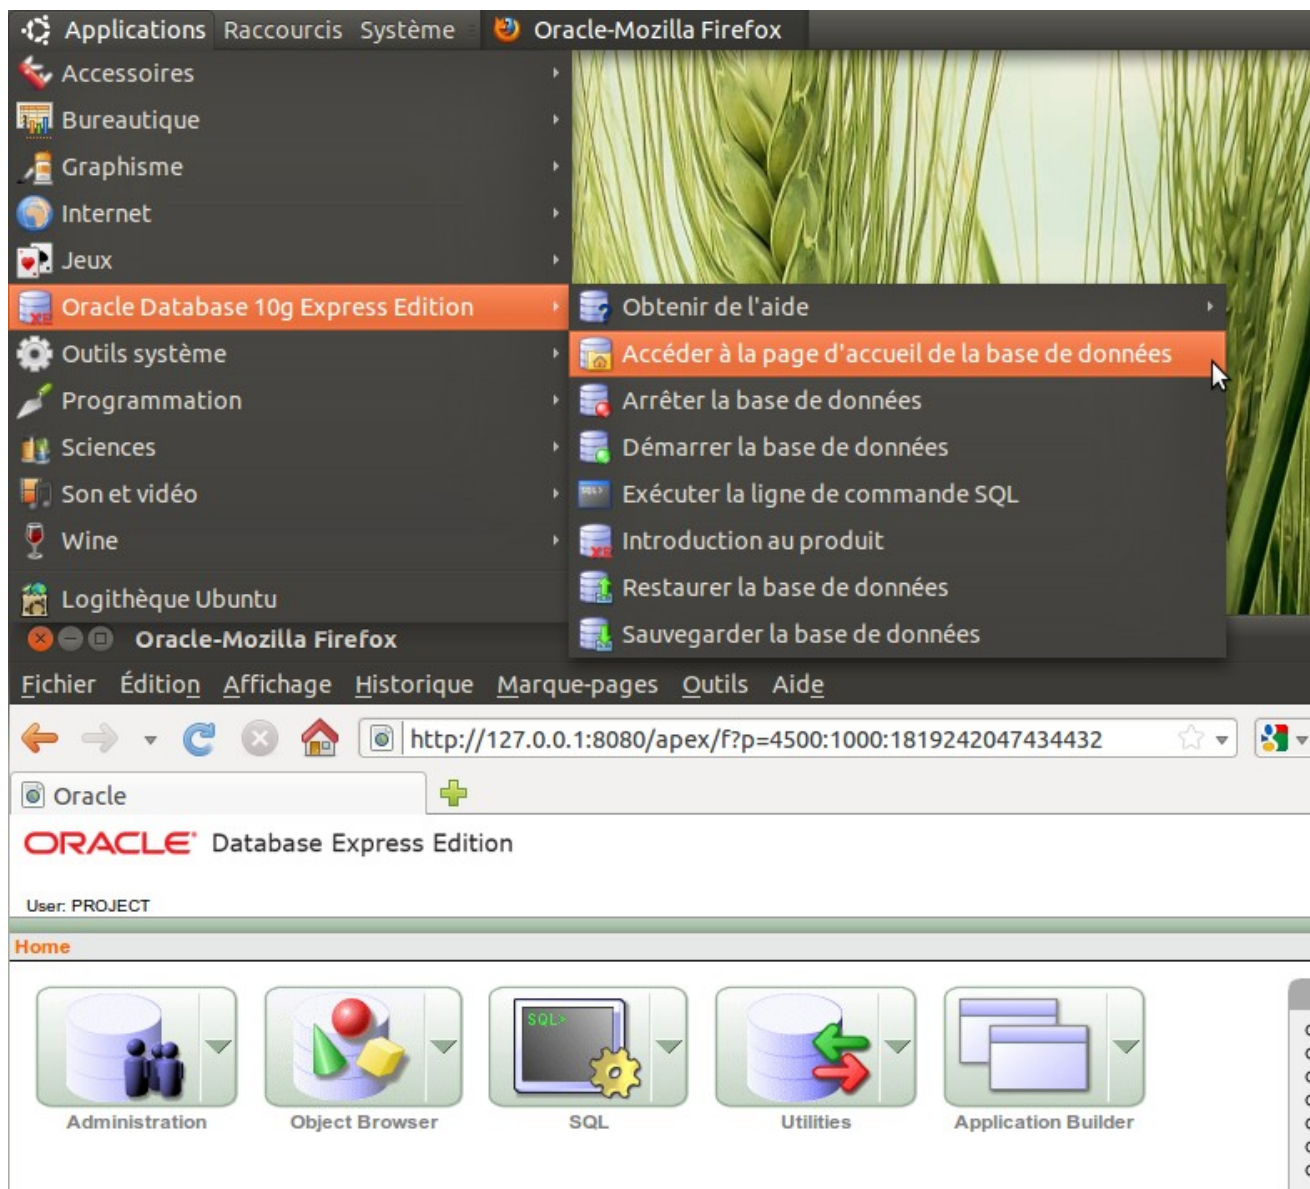 Applications Raccourcis Système Oracle-Mozilla Firefox
Accessoires
Bureautique
Graphisme
Internet
Jeux
Oracle Database 10g Express Edition
Outils système
Programmation
Sciences
Son et vidéo
Wine
Logithèque Ubuntu
Obtenir de l'aide
Accéder à la page d'accueil de la base de données
Arrêter la base de données
Démarrer la base de données
Exécuter la ligne de commande SQL
Introduction au produit
Restaurer la base de données
Sauvegarder la base de données
Oracle-Mozilla Firefox
Fichier Édition Affichage Historique Marque-pages Outils Aide
http://127.0.0.1:8080/apex/f?p=4500:1000:1819242047434432
Oracle
ORACLE Database Express Edition
User: PROJECT
Home
SQL>
Administration Object Browser SQL Utilities Application Builder